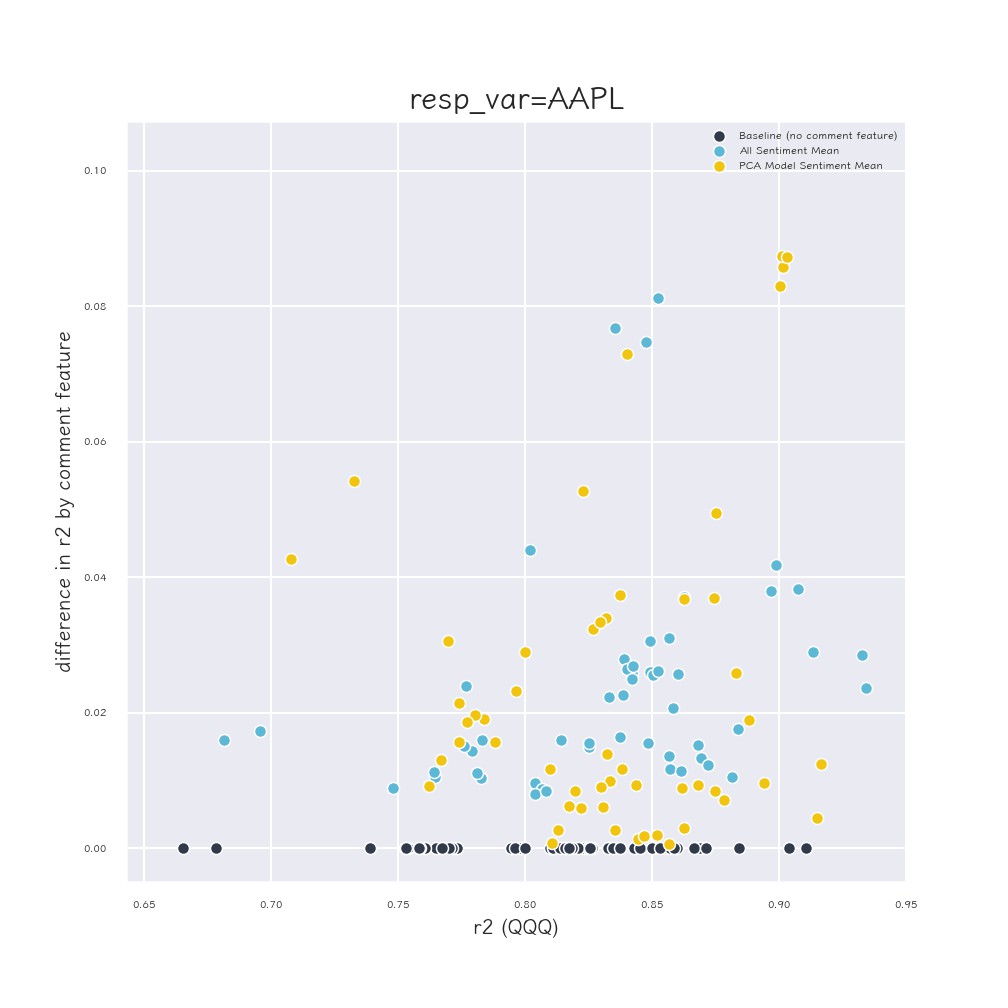 resp_var=AAPL
Baseline (no comment feature)
All Sentiment Mean
PCA Model Sentiment Mean
0.10
0.08
0.06
0.04
0.02
0.00
difference in r2 by comment feature
0.65 0.70 0.75 0.80 0.85 0.90 0.95
r2 (QQQ)